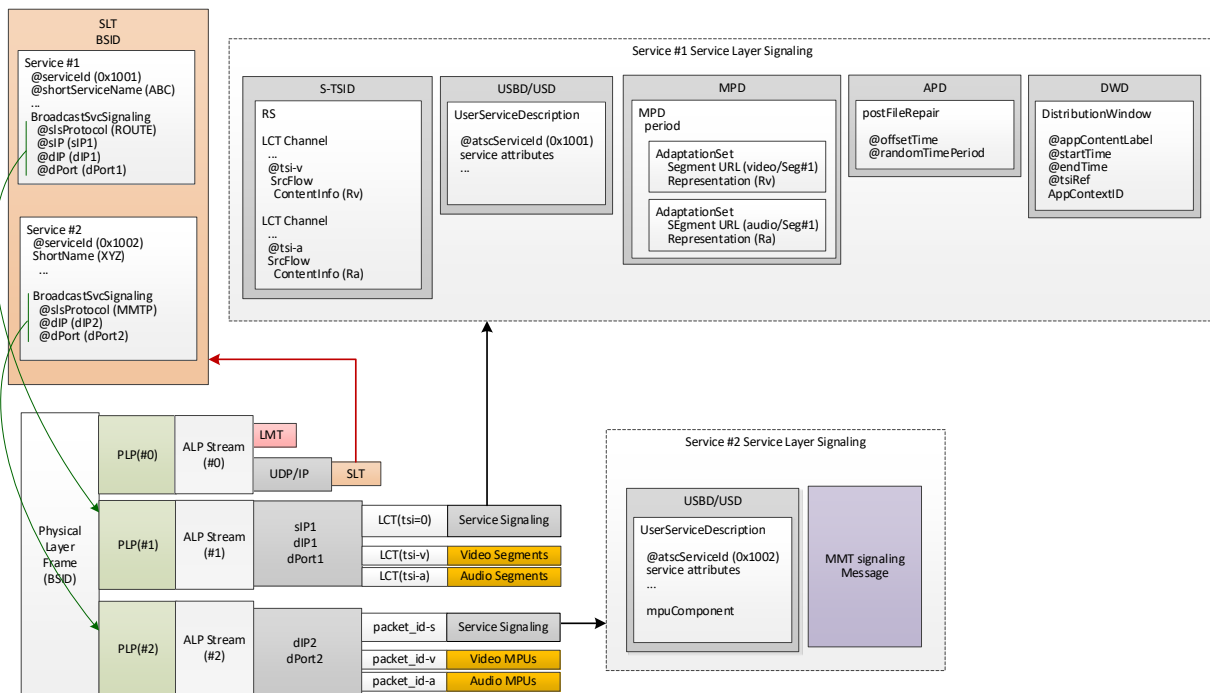 SLT
BSID
Service #1
@serviceId (0x1001)
@shortServiceName (ABC)
...
BroadcastSvcSignaling
@slsProtocol (ROUTE)
@sIP (sIP1)
@dIP (dIP1)
@dPort (dPort1)
Service #2
@serviceId (0x1002)
ShortName (XYZ)
...
BroadcastSvcSignaling
@slsProtocol (MMTP)
@dIP (dIP2)
@dPort (dPort2)
Service #1 Service Layer Signaling
S-TSID
RS
LCT Channel
...
@tsi-v
SrcFlow
ContentInfo (Rv)
LCT Channel
...
@tsi-a
SrcFlow
ContentInfo (Ra)
USBD/USD
UserServiceDescription
@atscServiceId (0x1001)
service attributes
...
MPD
MPD
period
AdaptationSet
Segment URL (video/Seg#1)
Representation (Rv)
AdaptationSet
SEgment URL (audio/Seg#1)
Representation (Ra)
APD
postFileRepair
@offsetTime
@randomTimePeriod
DWD
DistributionWindow
@appContentLabel
@startTime
@endTime
@tsiRef
AppContextID
Physical
Layer
Frame
(BSID)
PLP(#0)
ALP Stream
(#0)
LMT
UDP/IP
SLT
PLP(#1)
ALP Stream
(#1)
sIP1
dIP1
dPort1
LCT(tsi=0)
Service Signaling
LCT(tsi-v)
Video Segments
LCT(tsi-a)
Audio Segments
PLP(#2)
ALP Stream
(#2)
dIP2
dPort2
packet_id-s
Service Signaling
packet_id-v
Video MPUs
packet_id-a
Audio MPUs
Service #2 Service Layer Signaling
USBD/USD
UserServiceDescription
@atscServiceId (0x1002)
service attributes
...
mpuComponent
MMT signaling
Message